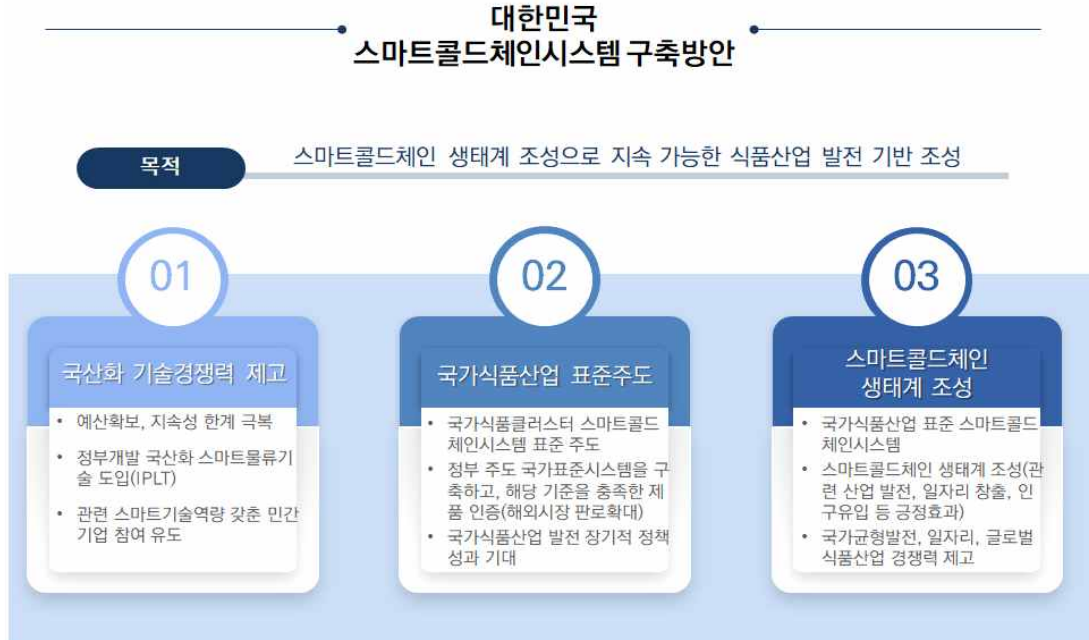 대한민국
스마트콜드체인시스템 구축방안
목적
스마트콜드체인 생태계 조성으로 지속 가능한 식품산업 발전 기반 조성
01
국산화 기술경쟁력 제고
• 예산확보, 지속성 한계 극복
• 정부개발 국산화 스마트물류기
술 도입(IPLT)
• 관련 스마트기술역량 갖춘 민간
기업 참여 유도
02
국가식품산업 표준주도
• 국가식품클러스터 스마트콜드
체인시스템 표준 주도
• 정부 주도 국가표준시스템을 구
축하고, 해당 기준을 충족한 제
품 인증(해외시장 판로확대)
• 국가식품산업 발전 장기적 정책
성과 기대
03
스마트콜드체인
생태계 조성
• 국가식품산업 표준 스마트콜드
체인시스템
• 스마트콜드체인 생태계 조성(관
련 산업 발전, 일자리 창출, 인
구유입 등 긍정효과)
• 국가균형발전, 일자리, 글로벌
식품산업 경쟁력 제고